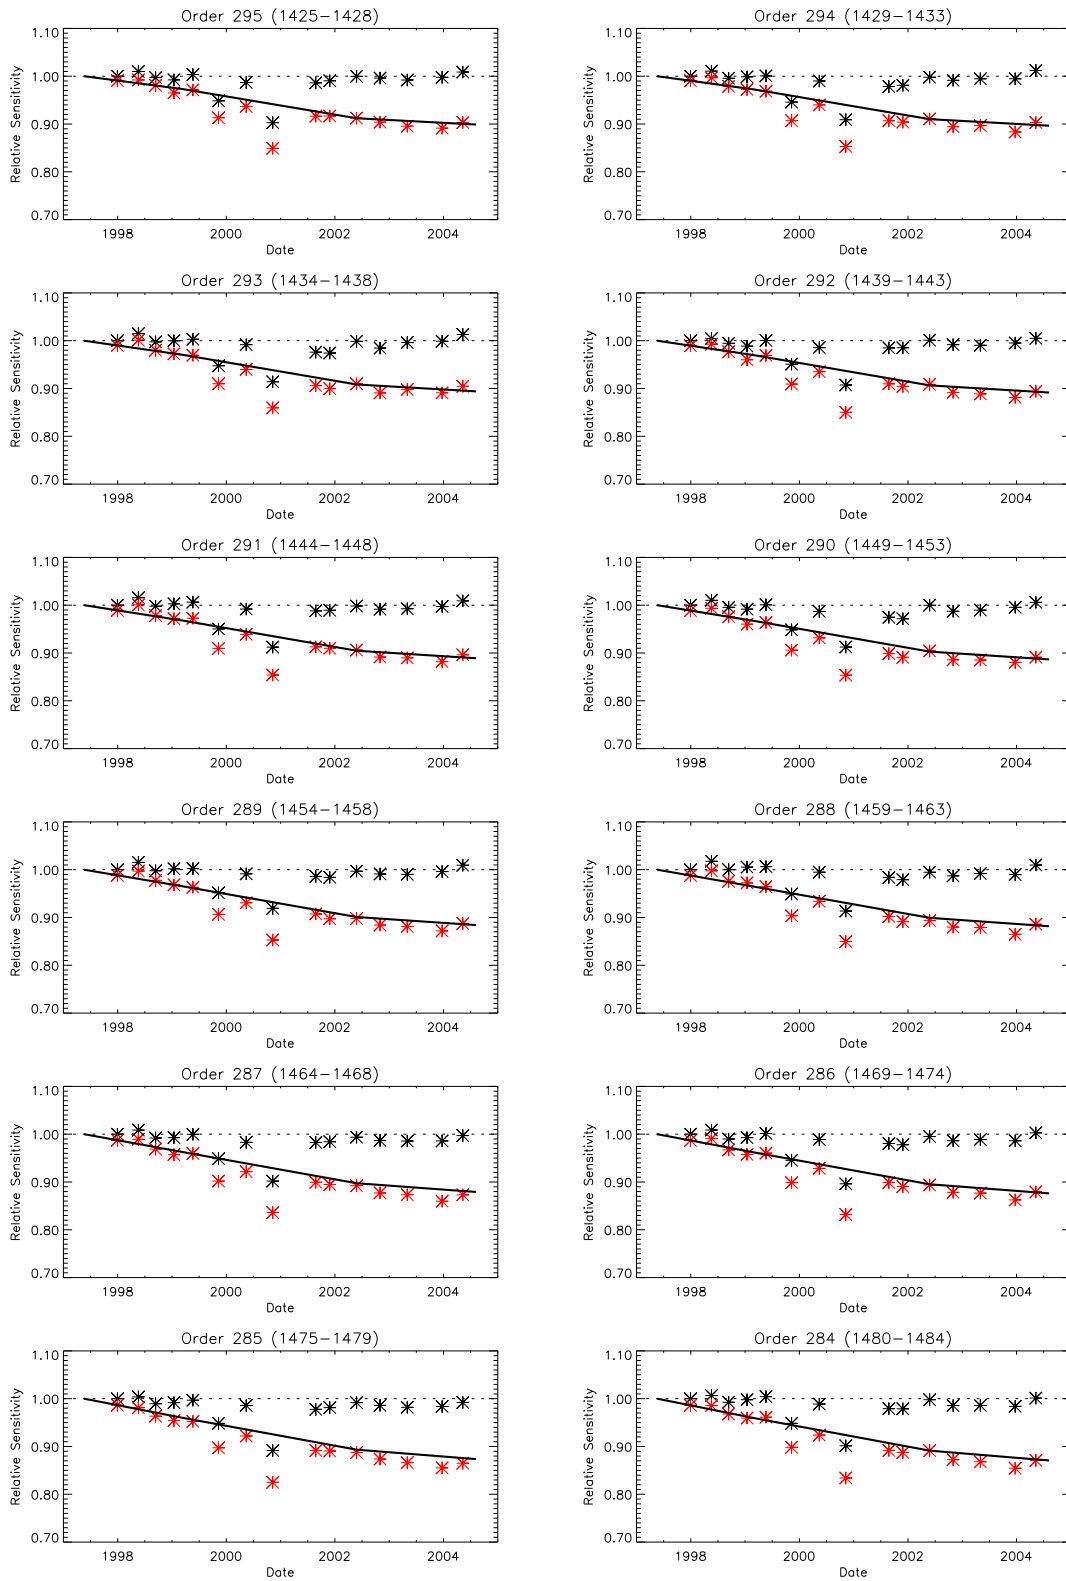 Order 295 (1425-1428)
1.10
1.00
0.90
0.80
0.70
Relative Sensitivity
1998 2000 2002 2004
Date
Order 294 (1429-1433)
1.10
1.00
0.90
0.80
0.70
Relative Sensitivity
1998 2000 2002 2004
Date
Order 293 (1434-1438)
1.10
1.00
0.90
0.80
0.70
Relative Sensitivity
1998 2000 2002 2004
Date
Order 292 (1439-1443)
1.10
1.00
0.90
0.80
0.70
Relative Sensitivity
1998 2000 2002 2004
Date
Order 291 (1444-1448)
1.10
1.00
0.90
0.80
0.70
Relative Sensitivity
1998 2000 2002 2004
Date
Order 290 (1449-1453)
1.10
1.00
0.90
0.80
0.70
Relative Sensitivity
1998 2000 2002 2004
Date
Order 289 (1454-1458)
1.10
1.00
0.90
0.80
0.70
Relative Sensitivity
1998 2000 2002 2004
Date
Order 288 (1459-1463)
1.10
1.00
0.90
0.80
0.70
Relative Sensitivity
1998 2000 2002 2004
Date
Order 287 (1464-1468)
1.10
1.00
0.90
0.80
0.70
Relative Sensitivity
1998 2000 2002 2004
Date
Order 286 (1469-1474)
1.10
1.00
0.90
0.80
0.70
Relative Sensitivity
1998 2000 2002 2004
Date
Order 285 (1475-1479)
1.10
1.00
0.90
0.80
0.70
Relative Sensitivity
1998 2000 2002 2004
Date
Order 284 (1480-1484)
1.10
1.00
0.90
0.80
0.70
Relative Sensitivity
1998 2000 2002 2004
Date